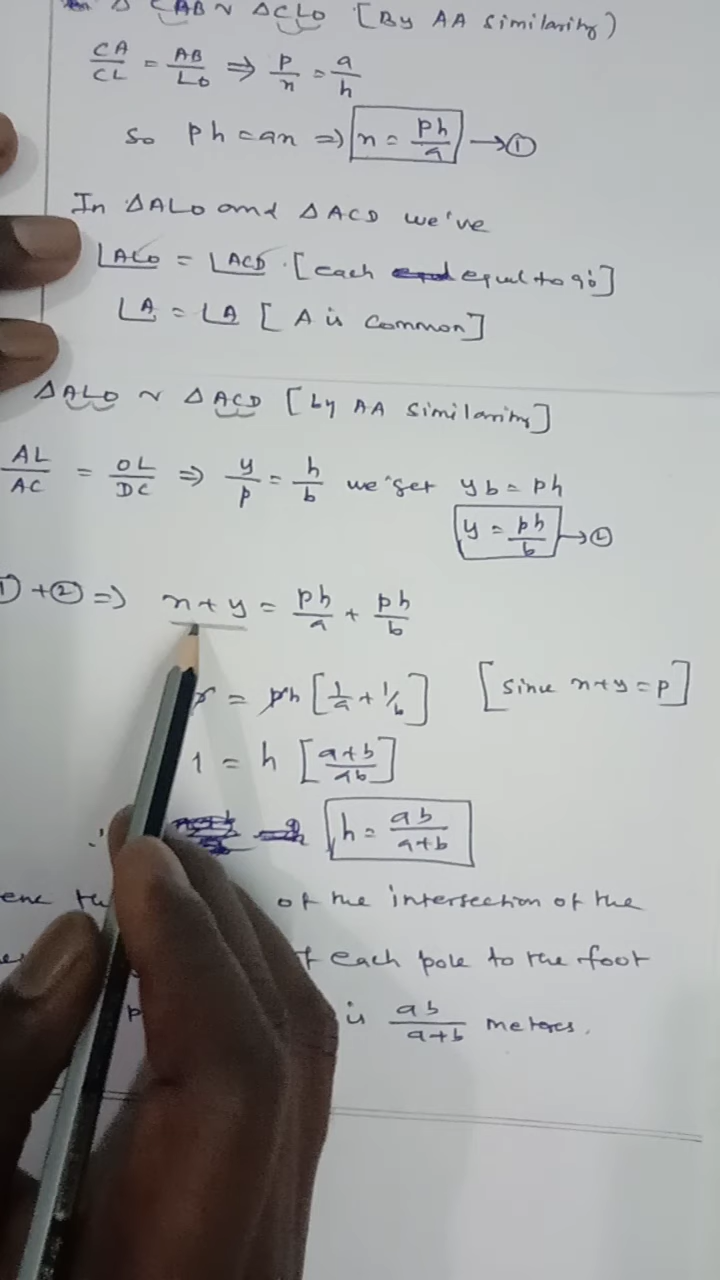 Δ CAB ~ ΔCLO [By AA Similarity)
CA/CL = AB/LO ⇒ p/n = a/h
So ph = an ⇒ n = ph/a → ①
In ΔALO and ΔACD we've
∠ALO = ∠ACD . [each equal to 90]
∠A = ∠A [A is common]
ΔALO ~ ΔACD [by AA Similarity]
AL/AC = OL/DC ⇒ y/p = h/b we get yb = ph
y = ph/b → ②
① + ② ⇒ n+y = ph/a + ph/b
p = ph [1/a + 1/b] [Since n+y = p]
1 = h [a+b/ab]
∴ h = ab/a+b
of the intersection of the
each pole to the foot
is ab/a+b meteres.